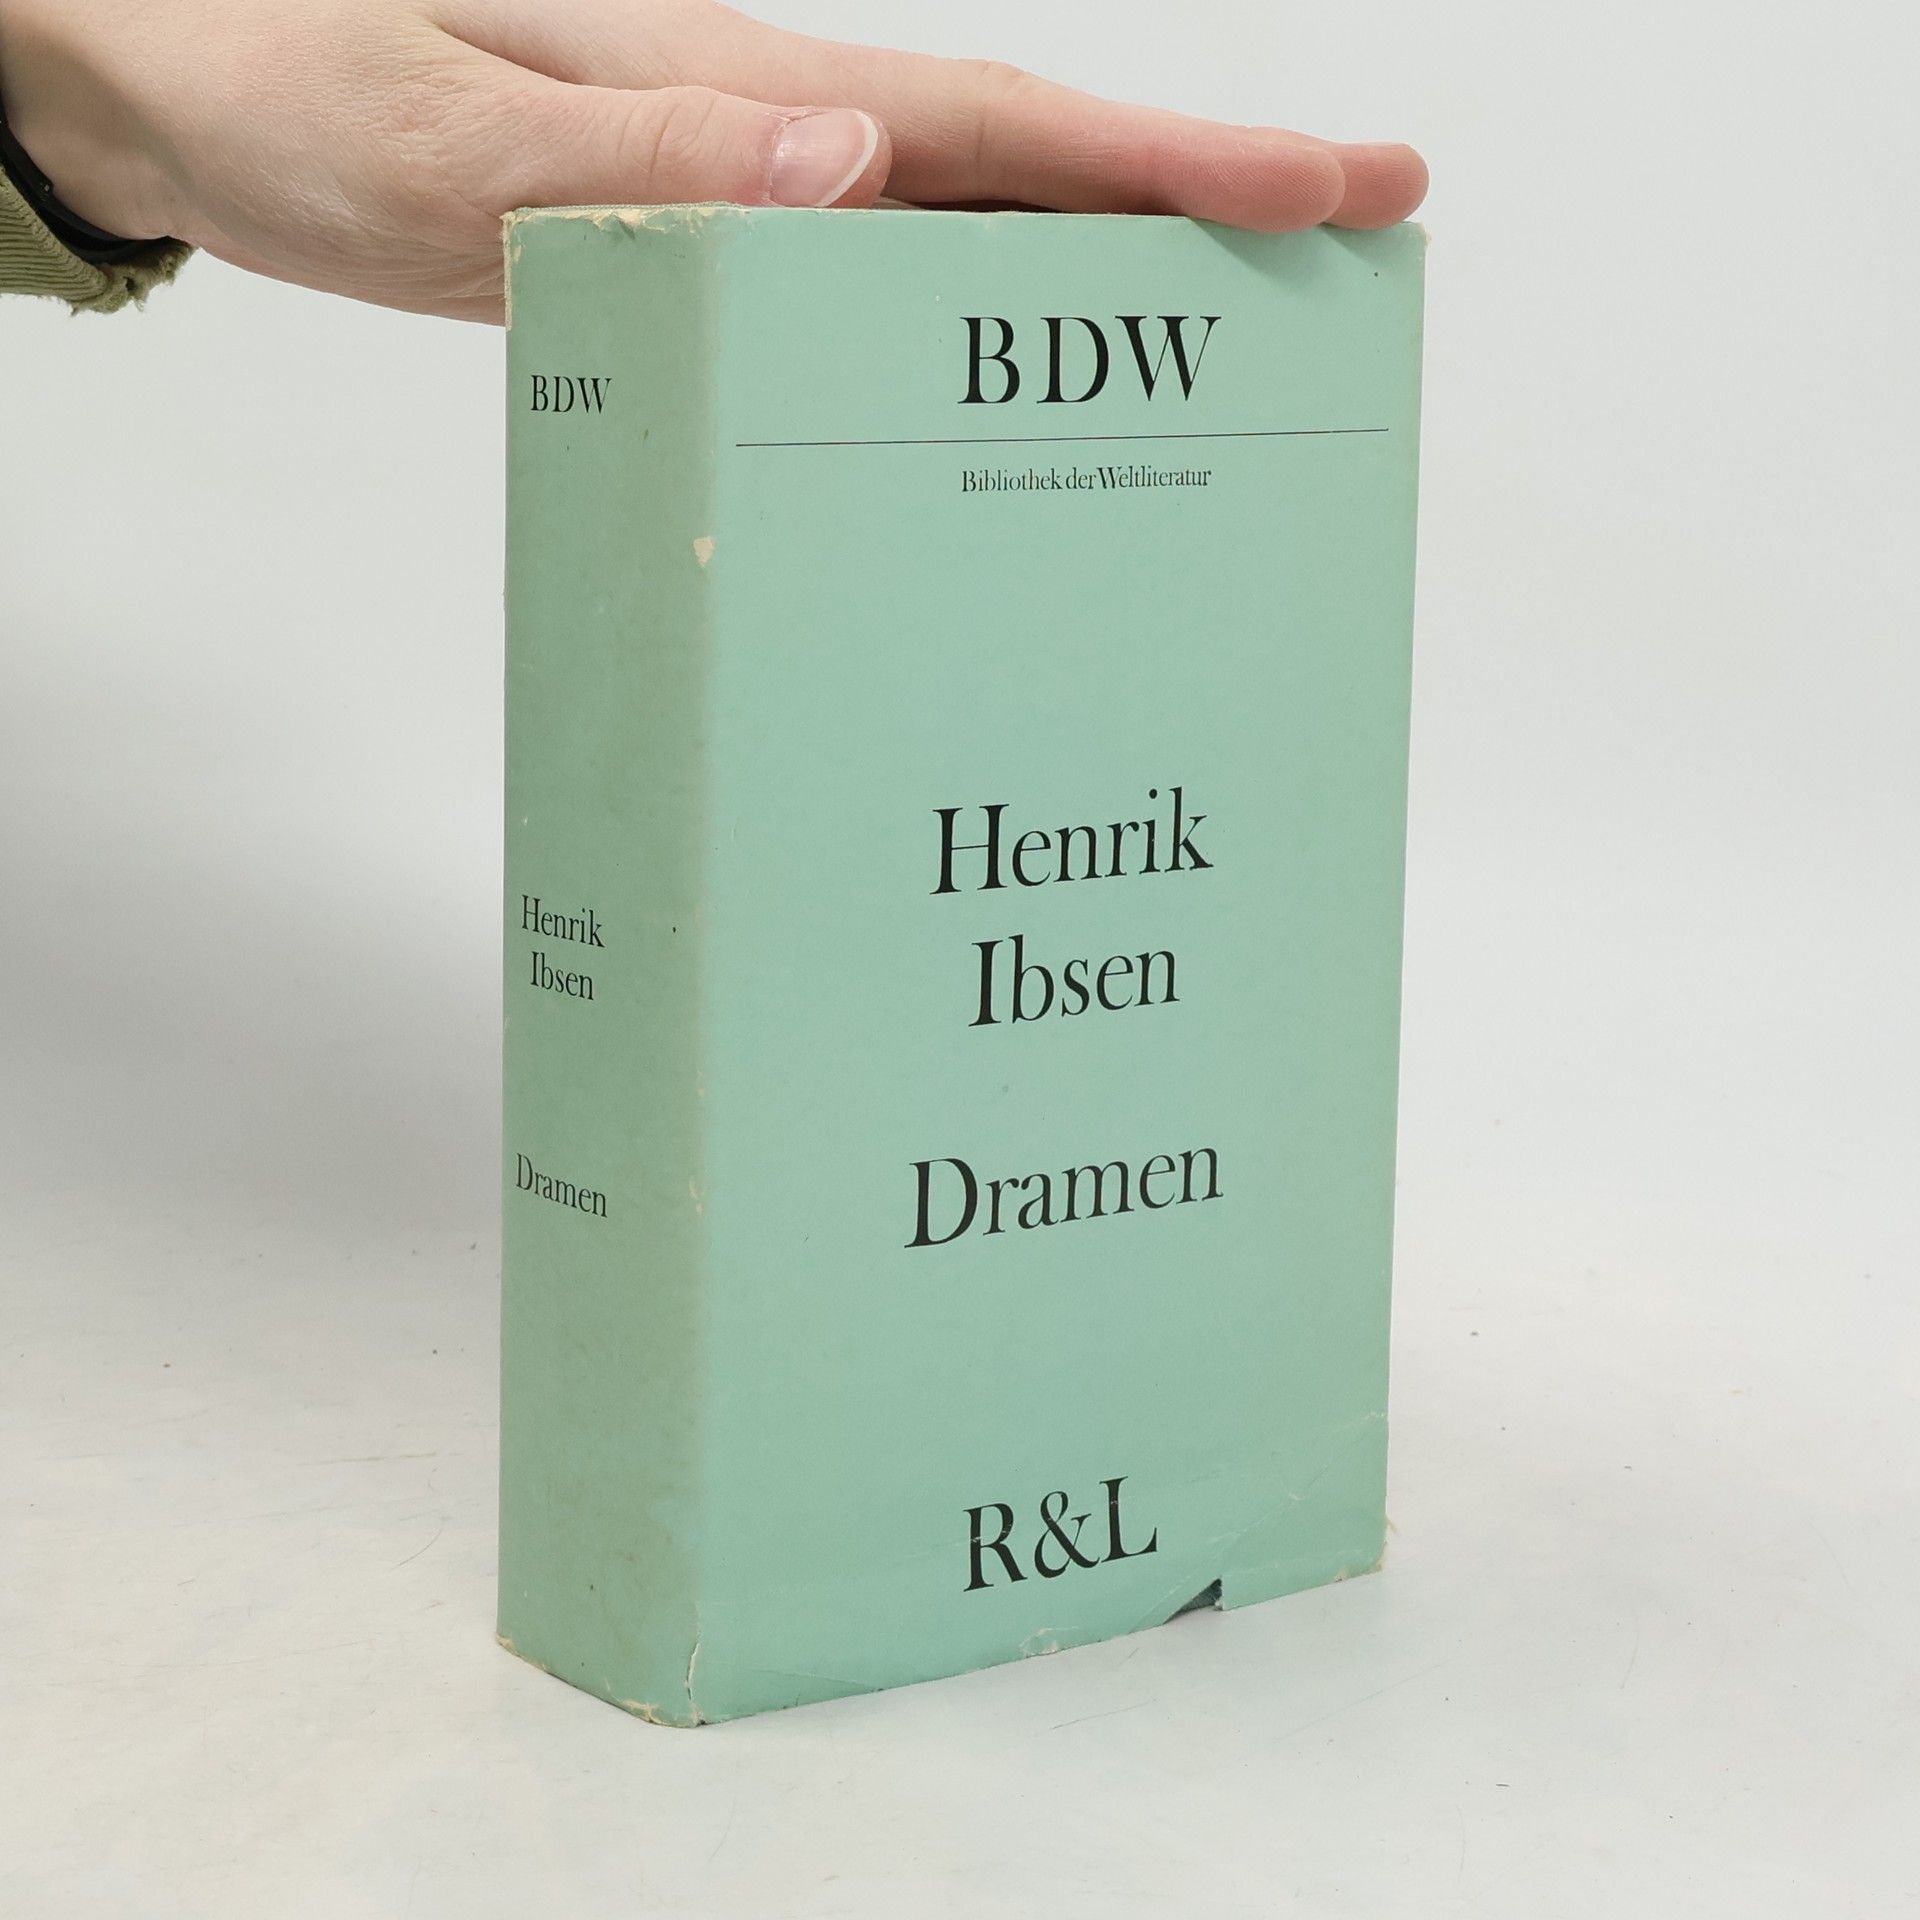 BDW
Henrik
Ibsen
Dramen
BDW
Bibliothek der Weltliteratur
Henrik
Ibsen
Dramen
R&L